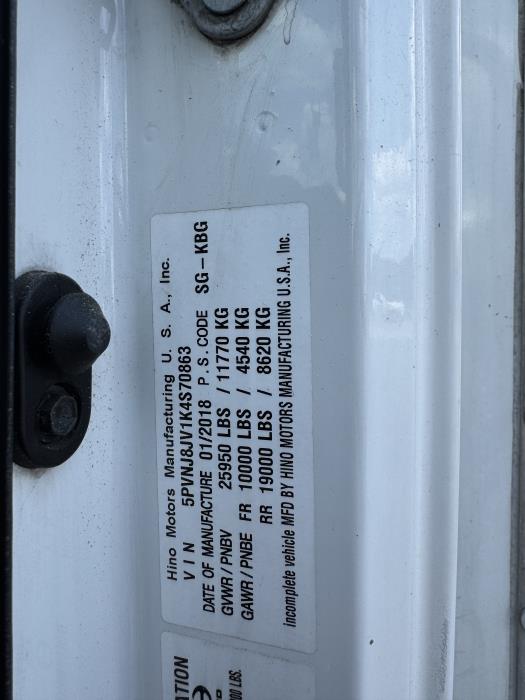 Hino Motors Manufacturing U. S. A., Inc.
VIN 5PVNJ8JV1K4S70863
DATE OF MANUFACTURE 01/2018 P.S. CODE SG-KBG
GVWR/PNBV 25950 LBS / 11770 KG
GAWR/PNBE FR 10000 LBS / 4540 KG
RR 19000 LBS / 8620 KG
incomplete vehicle MFD BY HINO MOTORS MANUFACTURING U.S.A., Inc.